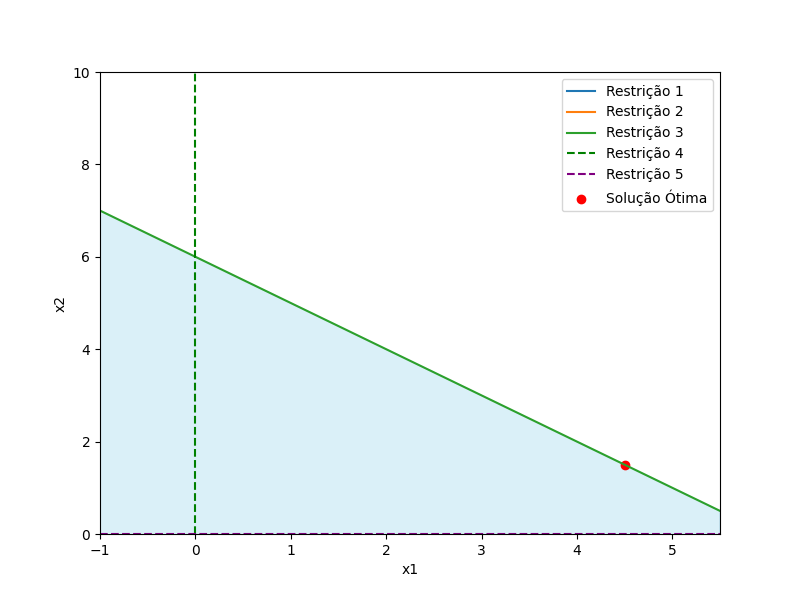 10
8
6
4
2
0
x2
−1
0
1
2
3
4
5
x1
Restrição 1
Restrição 2
Restrição 3
Restrição 4
Restrição 5
Solução Ótima